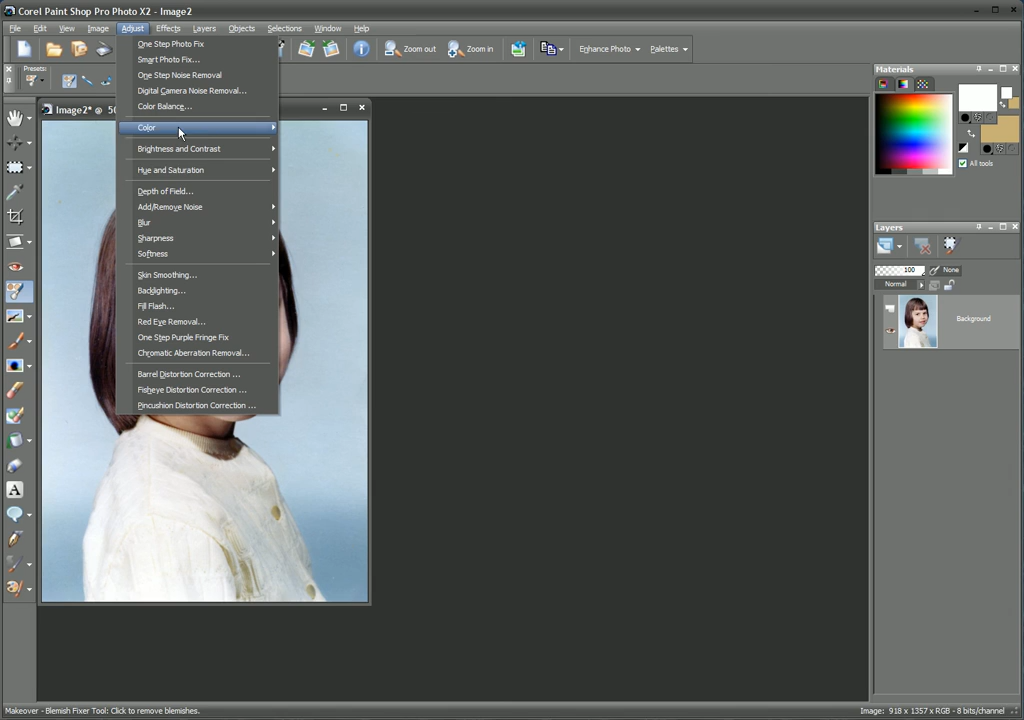 Corel Paint Shop Pro Photo X2 - Image2
File Edit View Image Adjust Effects Layers Objects Selections Window Help
Zoom out Zoom in Enhance Photo Palettes
Presets:
Image2* @ 50
One Step Photo Fix
Smart Photo Fix...
One Step Noise Removal
Digital Camera Noise Removal...
Color Balance...
Color
Brightness and Contrast
Hue and Saturation
Depth of Field...
Add/Remove Noise
Blur
Sharpness
Softness
Skin Smoothing...
Backlighting...
Fill Flash...
Red Eye Removal...
One Step Purple Fringe Fix
Chromatic Aberration Removal...
Barrel Distortion Correction ...
Fisheye Distortion Correction ...
Pincushion Distortion Correction ...
A
Materials
All tools
Layers
100 None
Normal
Background
Makeover - Blemish Fixer Tool: Click to remove blemishes.
Image: 918 x 1357 x RGB - 8 bits/channel